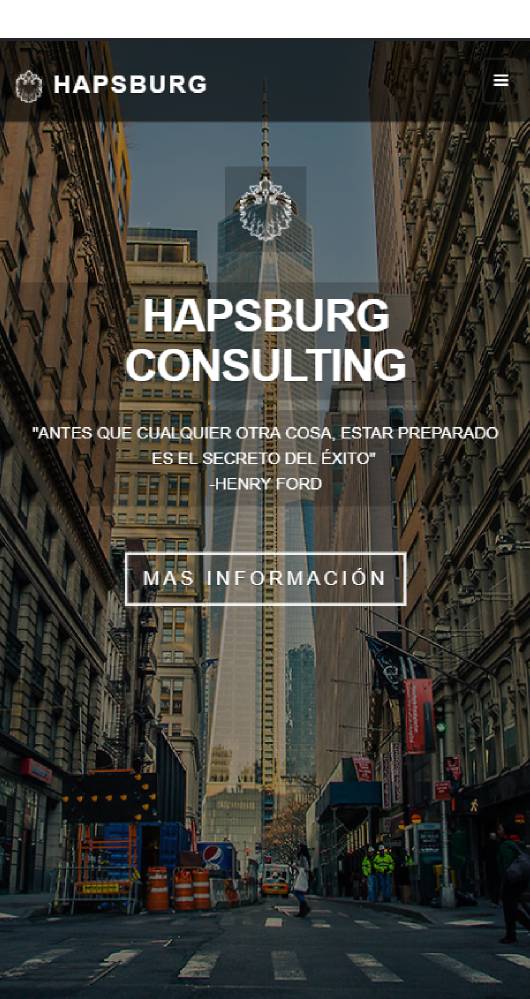 HAPSBURG
HAPSBURG
CONSULTING
"ANTES QUE CUALQUIER OTRA COSA, ESTAR PREPARADO
ES EL SECRETO DEL ÉXITO"
-HENRY FORD
MAS INFORMACIÓN